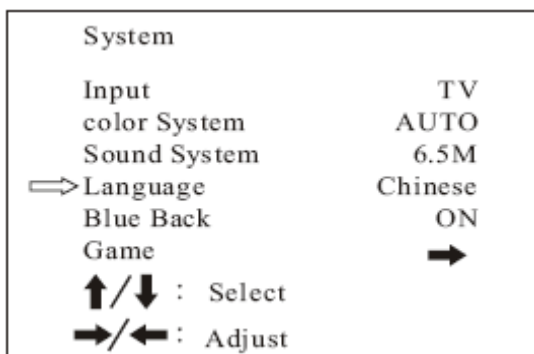 System
Input TV
color System AUTO
Sound System 6.5M
Language Chinese
Blue Back ON
Game
/ : Select
/ : Adjust